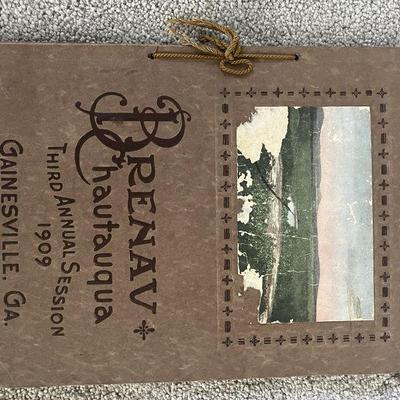 BRENAU
Chautauqua
THIRD ANNUAL SESSION
1909
GAINESVILLE, GA.